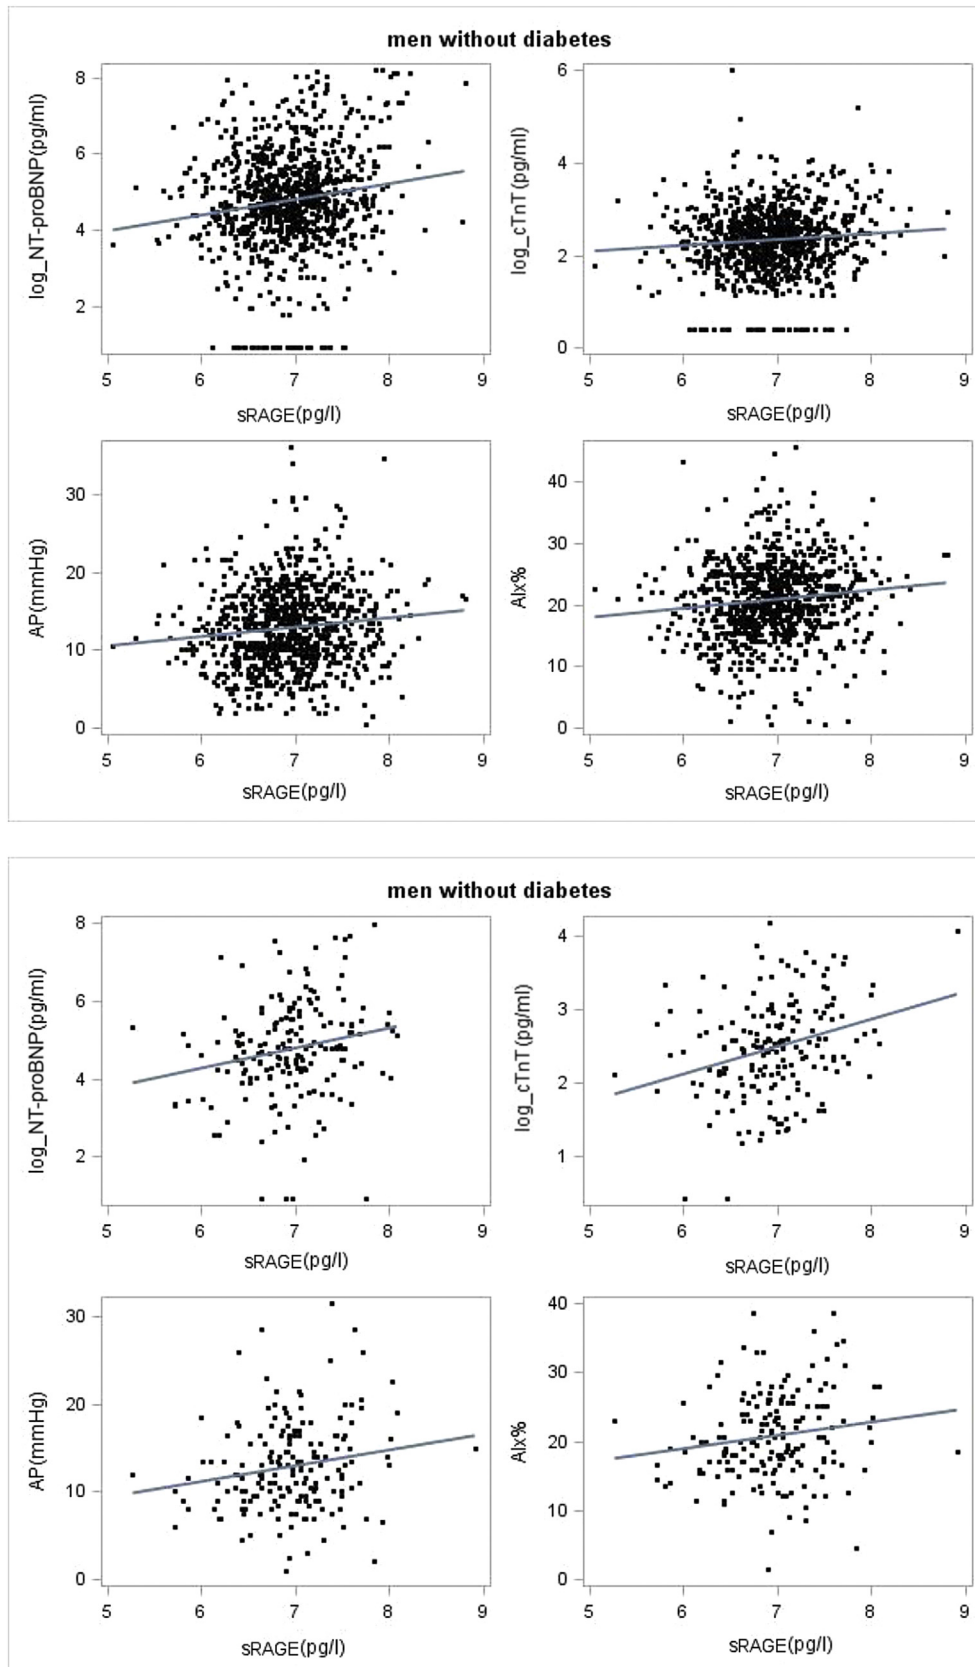 men without diabetes
log_NT-proBNP(pg/ml)
8
6
4
2
5 6 7 8 9
sRAGE(pg/l)
log_cTnT (pg/ml)
6
4
2
0
5 6 7 8 9
sRAGE(pg/l)
AP(mmHg)
30
20
10
0
5 6 7 8 9
sRAGE(pg/l)
AIx%
40
30
20
10
0
5 6 7 8 9
sRAGE(pg/l)
men without diabetes
log_NT-proBNP(pg/ml)
8
6
4
2
5 6 7 8 9
sRAGE(pg/l)
log_cTnT (pg/ml)
4
3
2
1
5 6 7 8 9
sRAGE(pg/l)
AP(mmHg)
30
20
10
0
5 6 7 8 9
sRAGE(pg/l)
AIx%
40
30
20
10
0
5 6 7 8 9
sRAGE(pg/l)